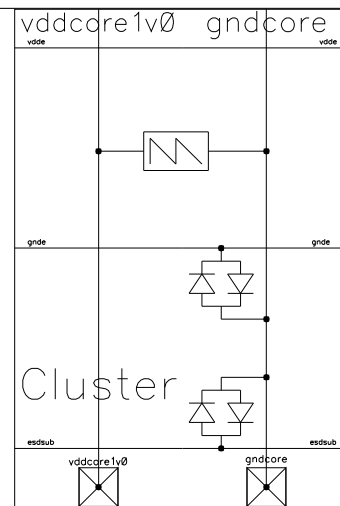 vddcore1v0 gndcore
vdde vdde
gnde gnde
Cluster
esdsub esdsub
vddcore1v0 gndcore